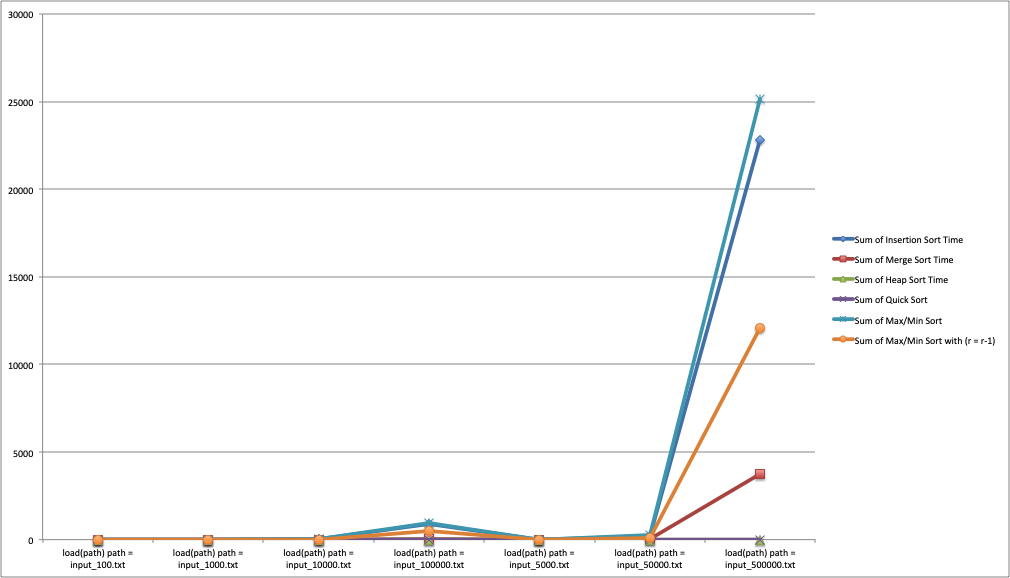 30000
25000
20000
15000
10000
5000
0
load(path) path =
input_100.txt
load(path) path =
input_1000.txt
load(path) path =
input_10000.txt
load(path) path =
input_100000.txt
load(path) path =
input_5000.txt
load(path) path =
input_50000.txt
load(path) path =
input_500000.txt
Sum of Insertion Sort Time
Sum of Merge Sort Time
Sum of Heap Sort Time
Sum of Quick Sort
Sum of Max/Min Sort
Sum of Max/Min Sort with (r = r-1)